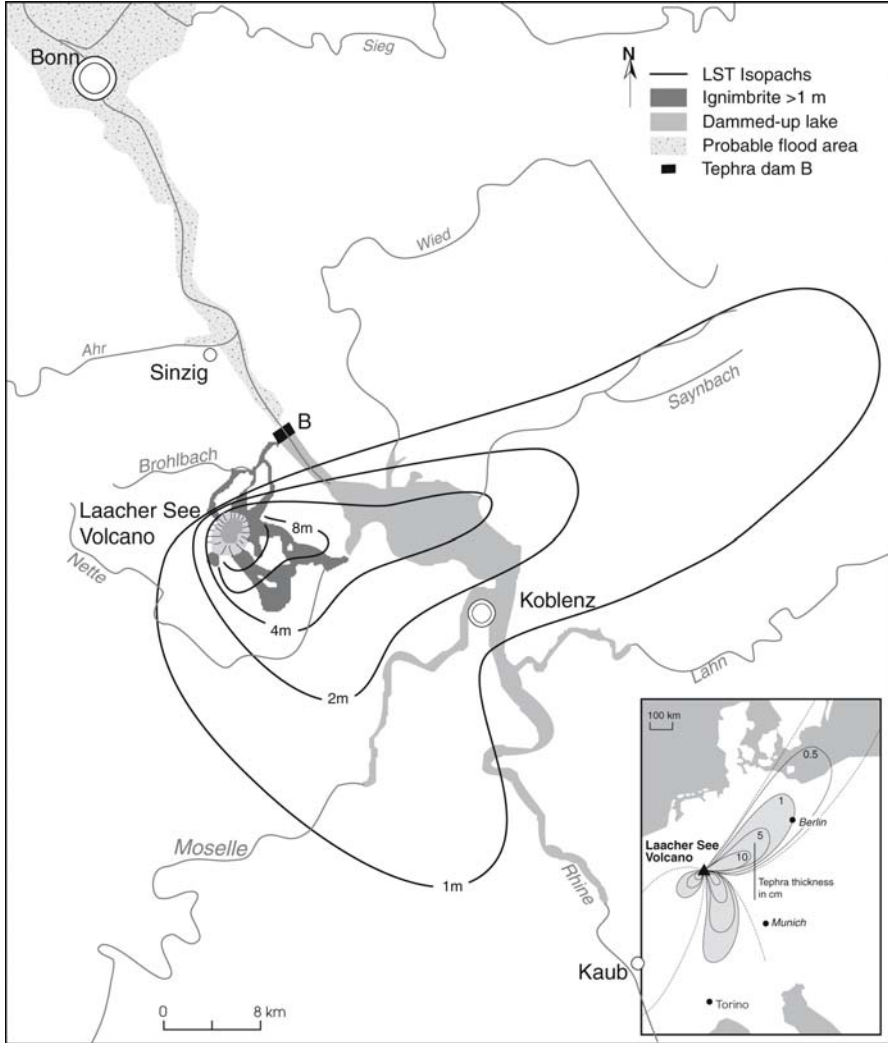 Bonn
Sieg
N
LST Isopachs
Ignimbrite >1 m
Dammed-up lake
Probable flood area
Tephra dam B
Wied
Ahr
Sinzig
Saynbach
B
Brohlbach
Laacher See
Volcano
8m
Nette
Koblenz
4m
Lahn
2m
100 km
0.5
1
Berlin
5
Laacher See
Volcano
10
Tephra thickness
in cm
Munich
Torino
Moselle
1m
Rhine
Kaub
0
8 km